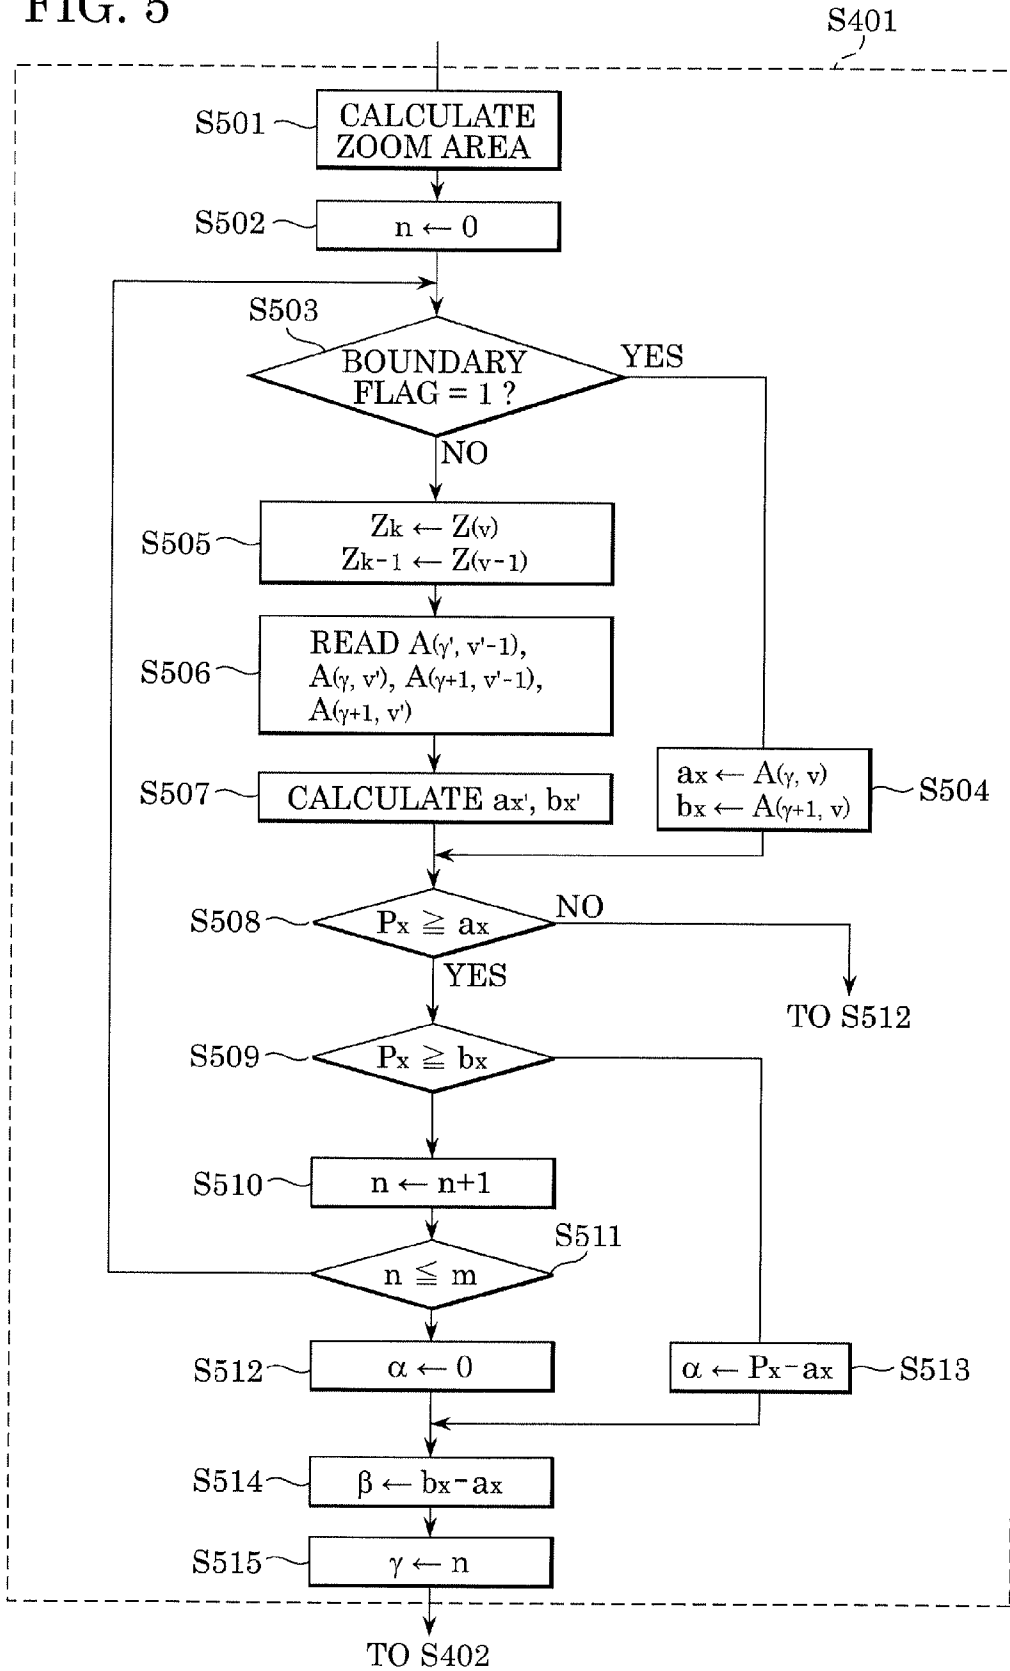 FIG. 5
S401
S501
CALCULATE
ZOOM AREA
S502
n ← 0
S503
BOUNDARY
FLAG = 1 ?
YES
NO
S505
Zk ← Z(v)
Zk-1 ← Z(v-1)
S506
READ A(γ', v'-1),
A(γ, v'), A(γ+1, v'-1),
A(γ+1, v')
S507
CALCULATE ax', bx'
ax ← A(γ, v)
bx ← A(γ+1, v)
S504
S508
Px ≧ ax
NO
YES
TO S512
S509
Px ≧ bx
S510
n ← n+1
S511
n ≦ m
S512
α ← 0
α ← Px-ax
S513
S514
β ← bx-ax
S515
γ ← n
TO S402